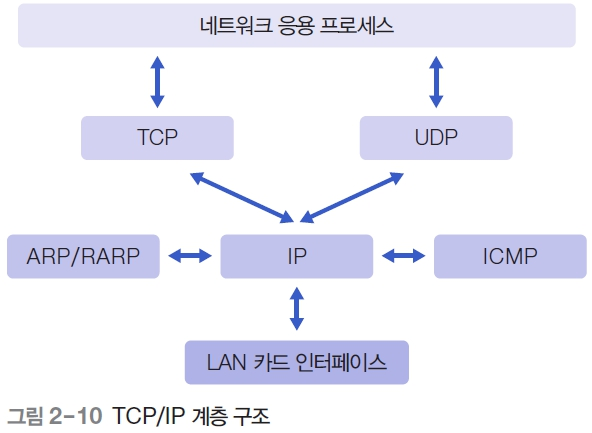 네트워크 응용 프로세스
TCP
UDP
ARP/RARP
IP
ICMP
LAN 카드 인터페이스
그림 2-10 TCP/IP 계층 구조